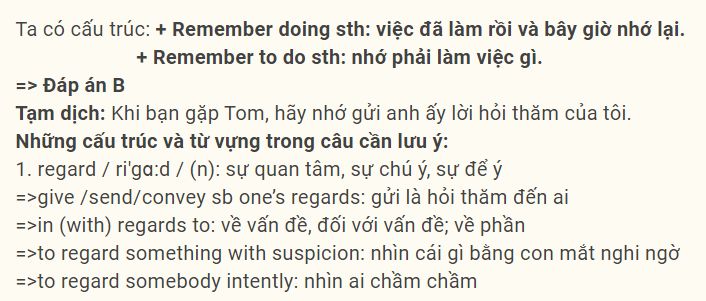 Ta có cấu trúc: + Remember doing sth: việc đã làm rồi và bây giờ nhớ lại.
+ Remember to do sth: nhớ phải làm việc gì.
=> Đáp án B
Tạm dịch: Khi bạn gặp Tom, hãy nhớ gửi anh ấy lời hỏi thăm của tôi.
Những cấu trúc và từ vựng trong câu cần lưu ý:
1. regard / ri'gɑ:d / (n): sự quan tâm, sự chú ý, sự để ý
=>give /send/convey sb one’s regards: gửi là hỏi thăm đến ai
=>in (with) regards to: về vấn đề, đối với vấn đề; về phần
=>to regard something with suspicion: nhìn cái gì bằng con mắt nghi ngờ
=>to regard somebody intently: nhìn ai chằm chằm